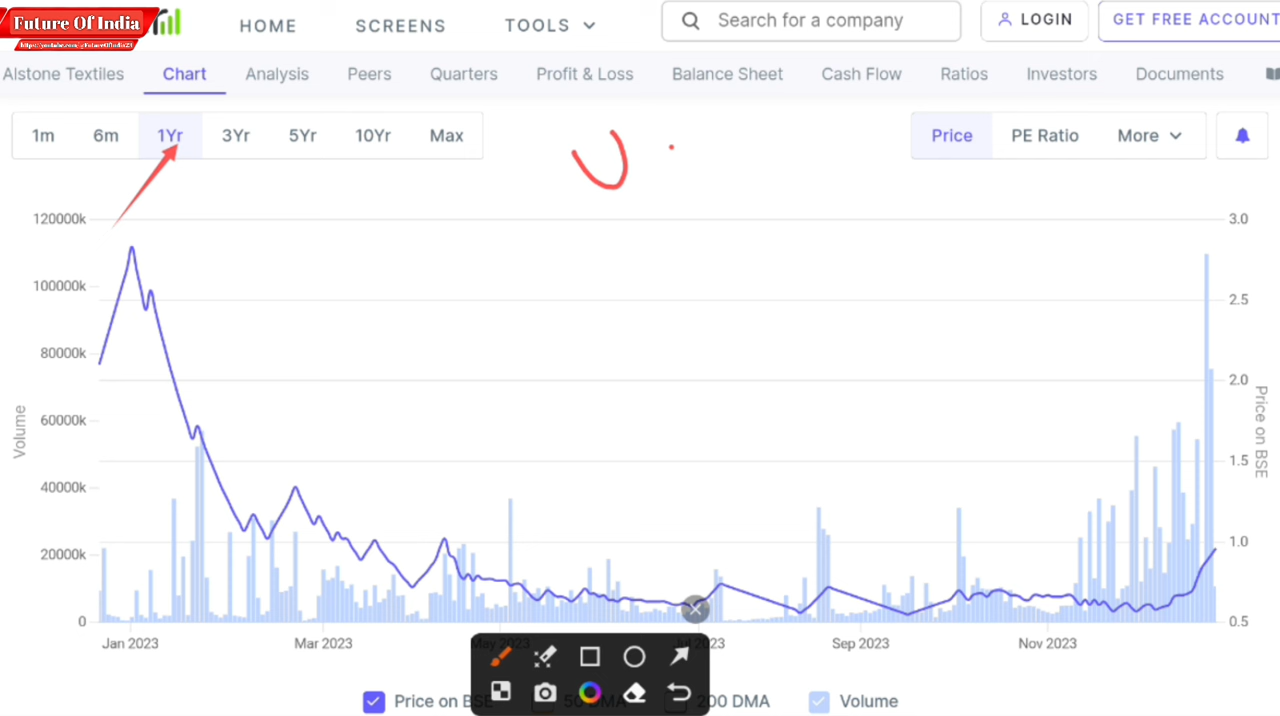 Future Of India
HOME SCREENS TOOLS Search for a company LOGIN GET FREE ACCOUNT
Alstone Textiles Chart Analysis Peers Quarters Profit & Loss Balance Sheet Cash Flow Ratios Investors Documents
1m 6m 1Yr 3Yr 5Yr 10Yr Max Price PE Ratio More
120000k 3.0
100000k 2.5
80000k 2.0
60000k 1.5
40000k 1.0
20000k 0.5
0
Volume
Price on BSE
Jan 2023 Mar 2023 May 2023 Jul 2023 Sep 2023 Nov 2023
Price on BSE 50 DMA 200 DMA Volume